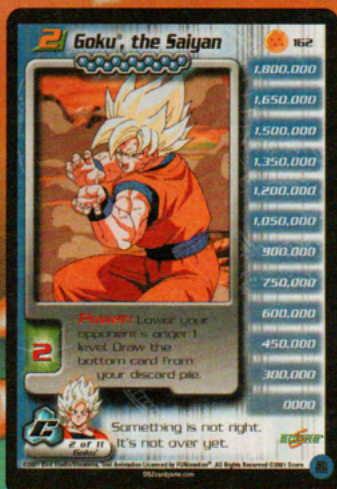 2 Goku, the Saiyan 162
1,800,000
1,650,000
1,500,000
1,350,000
1,200,000
1,050,000
900,000
750,000
600,000
450,000
300,000
0000
Power: Lower your
opponent's anger 1
level. Draw the
bottom card from
your discard pile.
2
2 of 11
Goku
Something is not right.
It's not over yet.
SCORE